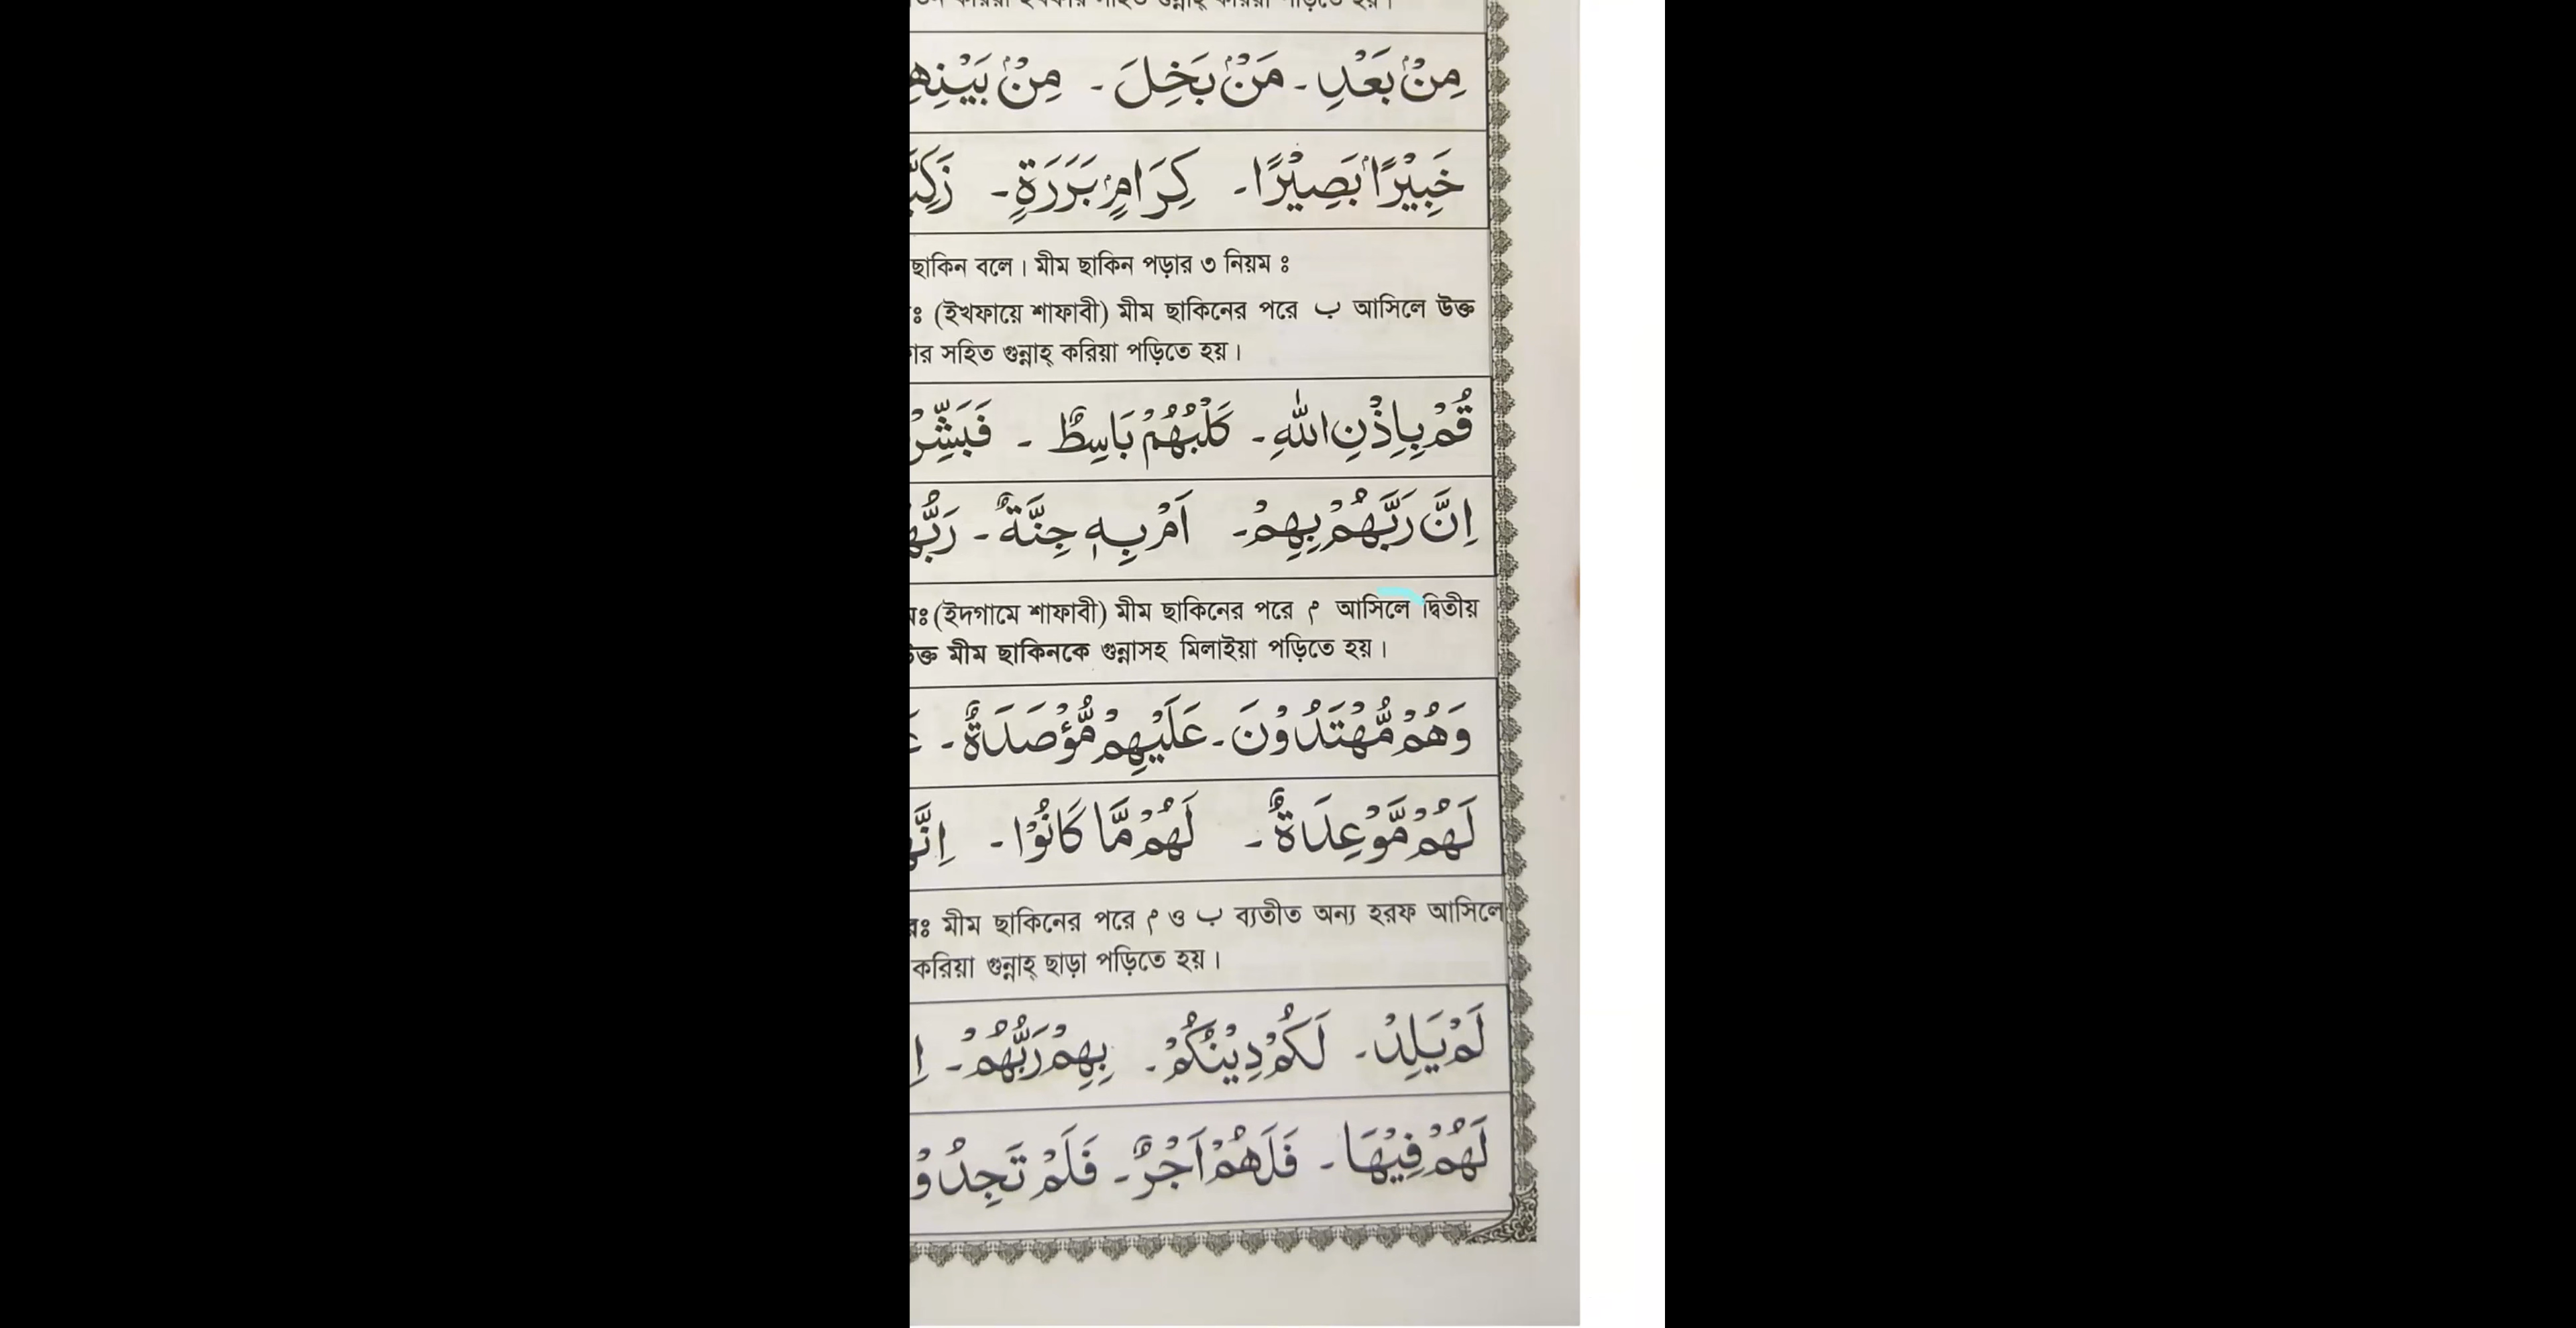 مِنْۢ بَعْدِ - مَنْۢ بَخِلَ - مِنْۢ
خَبِيْرًۢا بَصِيْرًا - كِرَامٍۢ بَرَرَةٍ -
ছাকিন বলে। মীম ছাকিন পড়ার ৩ নিয়ম ঃ
(ইখফায়ে শাফাবী) মীম ছাকিনের পরে ب আসিলে উক্ত
সহিত গুন্নাহ্ করিয়া পড়িতে হয়।
قُمْ بِاِذْنِ اللّٰهِ - كَلْبُهُمْ بَاسِطٌ -
اِنَّ رَبَّهُمْ بِهِمْ - اَمْ بِهٖ جِنَّةٌ -
(ইদগামে শাফাবী) মীম ছাকিনের পরে م আসিলে দ্বিতীয়
মীম ছাকিনকে গুন্নাসহ মিলাইয়া পড়িতে হয়।
وَهُمْ مُّهْتَدُوْنَ - عَلَيْهِمْ مُّؤْصَدَةٌ -
لَهُمْ مَّوْعِدَةٌ - لَهُمْ مَّا كَانُوْا -
মীম ছাকিনের পরে م ও ب ব্যতীত অন্য হরফ আসিলে
করিয়া গুন্নাহ্ ছাড়া পড়িতে হয়।
لَمْ يَلِدْ - لَكُمْ دِيْنُكُمْ - بِهِمْ رَبُّهُمْ -
لَهُمْ فِيْهَا - فَلَهُمْ اَجْرٌ - فَلَمْ تَجِدُوْ